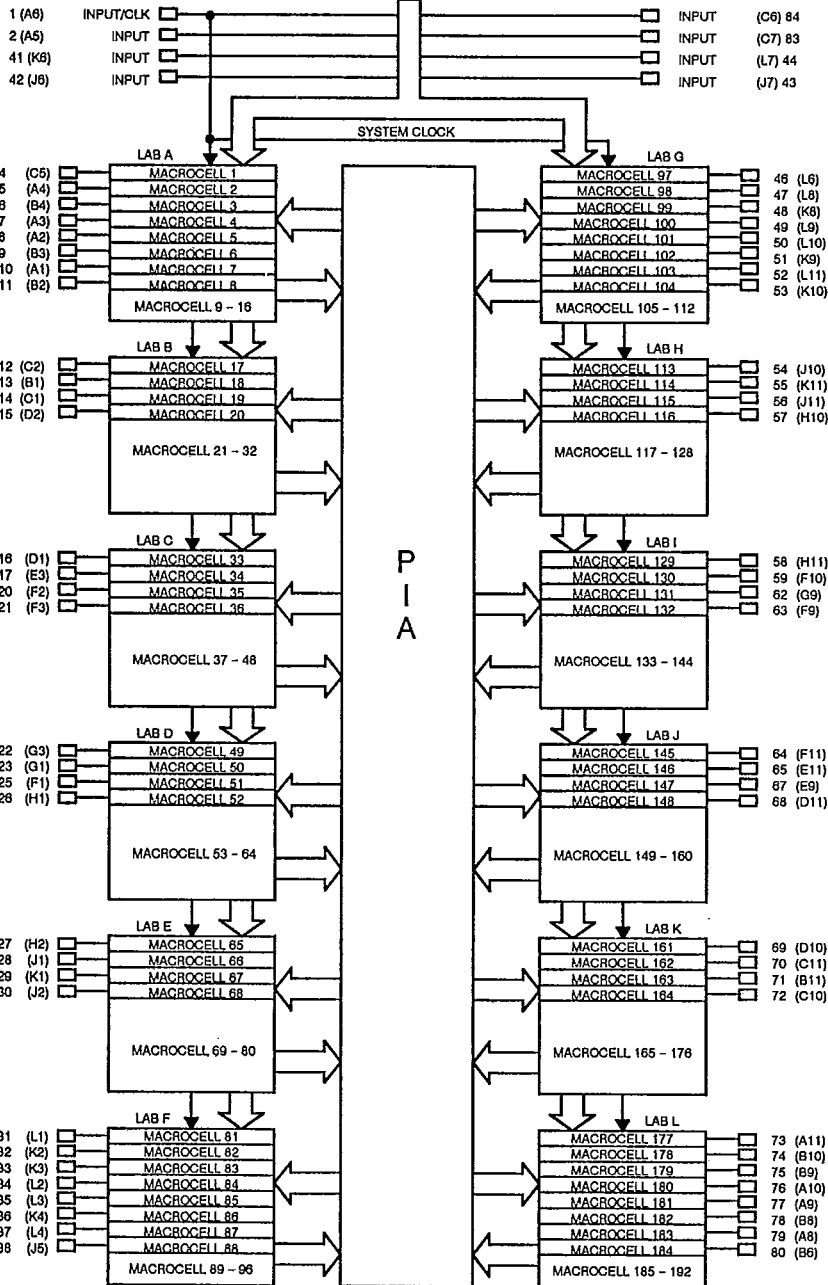 1 (A6) INPUT/CLK INPUT (C6) 84
2 (A5) INPUT INPUT (C7) 83
41 (K6) INPUT INPUT (L7) 44
42 (J6) INPUT INPUT (J7) 43
SYSTEM CLOCK
LAB A
4 (C5) MACROCELL 1
5 (A4) MACROCELL 2
6 (B4) MACROCELL 3
7 (A3) MACROCELL 4
8 (A2) MACROCELL 5
9 (B3) MACROCELL 6
10 (A1) MACROCELL 7
11 (B2) MACROCELL 8
MACROCELL 9 – 16
LAB B
12 (C2) MACROCELL 17
13 (B1) MACROCELL 18
14 (C1) MACROCELL 19
15 (D2) MACROCELL 20
MACROCELL 21 – 32
LAB C
16 (D1) MACROCELL 33
17 (E3) MACROCELL 34
20 (F2) MACROCELL 35
21 (F3) MACROCELL 36
MACROCELL 37 – 48
LAB D
22 (G3) MACROCELL 49
23 (G1) MACROCELL 50
25 (F1) MACROCELL 51
26 (H1) MACROCELL 52
MACROCELL 53 – 64
LAB E
27 (H2) MACROCELL 65
28 (J1) MACROCELL 66
29 (K1) MACROCELL 67
30 (J2) MACROCELL 68
MACROCELL 69 – 80
LAB F
31 (L1) MACROCELL 81
32 (K2) MACROCELL 82
33 (K3) MACROCELL 83
34 (L2) MACROCELL 84
35 (L3) MACROCELL 85
36 (K4) MACROCELL 86
37 (L4) MACROCELL 87
38 (J5) MACROCELL 88
MACROCELL 89 – 96
P
I
A
LAB G
MACROCELL 97 46 (L6)
MACROCELL 98 47 (L8)
MACROCELL 99 48 (K8)
MACROCELL 100 49 (L9)
MACROCELL 101 50 (L10)
MACROCELL 102 51 (K9)
MACROCELL 103 52 (L11)
MACROCELL 104 53 (K10)
MACROCELL 105 – 112
LAB H
MACROCELL 113 54 (J10)
MACROCELL 114 55 (K11)
MACROCELL 115 56 (J11)
MACROCELL 116 57 (H10)
MACROCELL 117 – 128
LAB I
MACROCELL 129 58 (H11)
MACROCELL 130 59 (F10)
MACROCELL 131 62 (G9)
MACROCELL 132 63 (F9)
MACROCELL 133 – 144
LAB J
MACROCELL 145 64 (F11)
MACROCELL 146 65 (E11)
MACROCELL 147 67 (E9)
MACROCELL 148 68 (D11)
MACROCELL 149 – 160
LAB K
MACROCELL 161 69 (D10)
MACROCELL 162 70 (C11)
MACROCELL 163 71 (B11)
MACROCELL 164 72 (C10)
MACROCELL 165 – 176
LAB L
MACROCELL 177 73 (A11)
MACROCELL 178 74 (B10)
MACROCELL 179 75 (B9)
MACROCELL 180 76 (A10)
MACROCELL 181 77 (A9)
MACROCELL 182 78 (B8)
MACROCELL 183 79 (A8)
MACROCELL 184 80 (B6)
MACROCELL 185 – 192